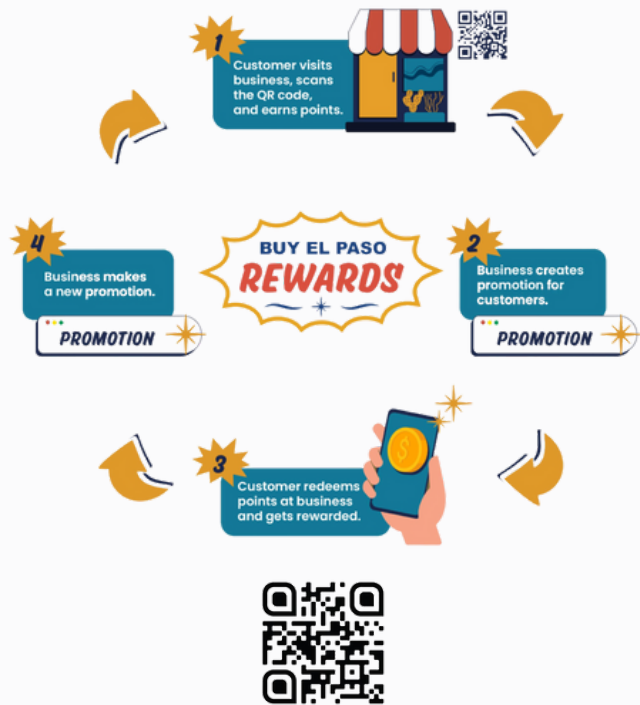 1
Customer visits
business, scans
the QR code,
and earns points.
4
Business makes
a new promotion.
PROMOTION
BUY EL PASO
REWARDS
2
Business creates
promotion for
customers.
PROMOTION
3
Customer redeems
points at business
and gets rewarded.
$